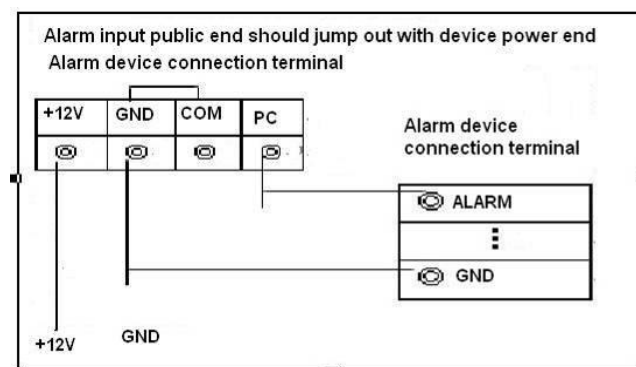 Alarm input public end should jump out with device power end
Alarm device connection terminal
+12V GND COM PC
Alarm device
connection terminal
ALARM
GND
+12V GND